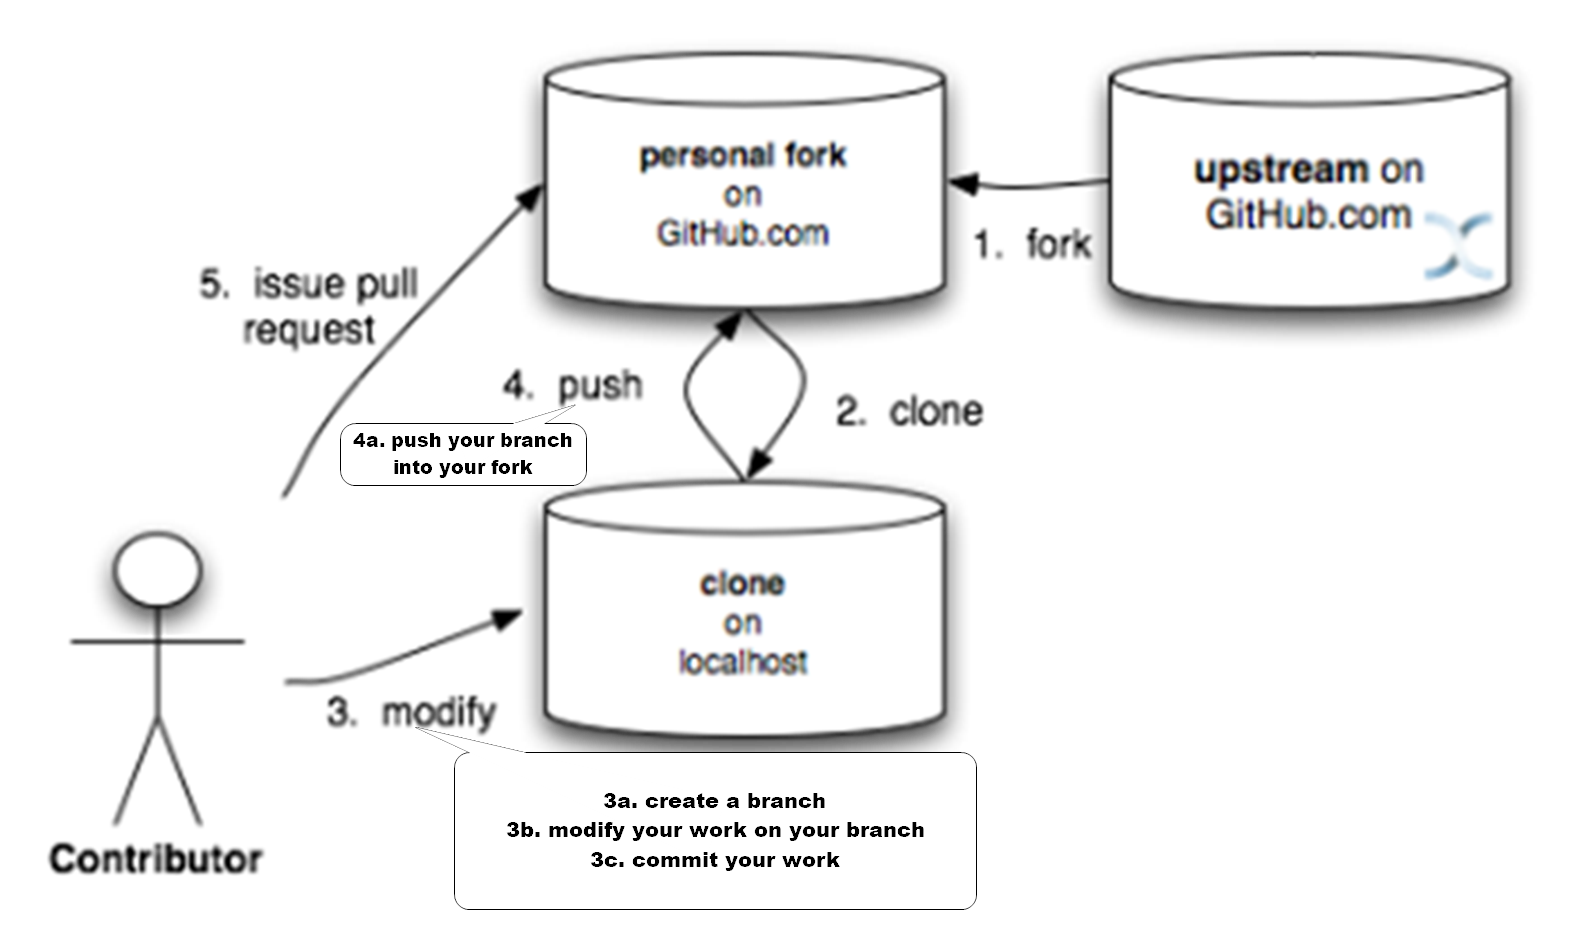 personal fork
on
GitHub.com
upstream on
GitHub.com
1. fork
5. issue pull
request
4. push
2. clone
4a. push your branch
into your fork
clone
on
localhost
3. modify
3a. create a branch
3b. modify your work on your branch
3c. commit your work
Contributor